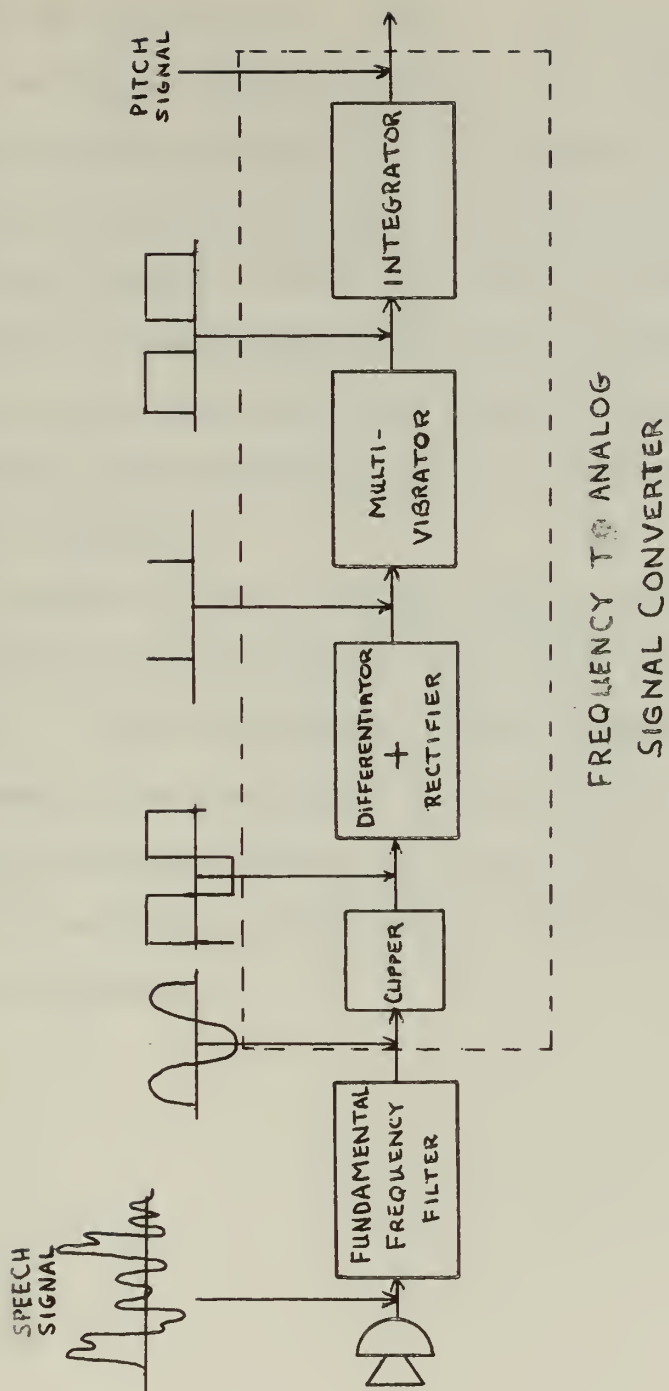 SPEECH
SIGNAL
PITCH
SIGNAL
FUNDAMENTAL
FREQUENCY
FILTER
CLIPPER
DIFFERENTIATOR
+
RECTIFIER
MULTI-
VIBRATOR
INTEGRATOR
FREQUENCY TO ANALOG
SIGNAL CONVERTER